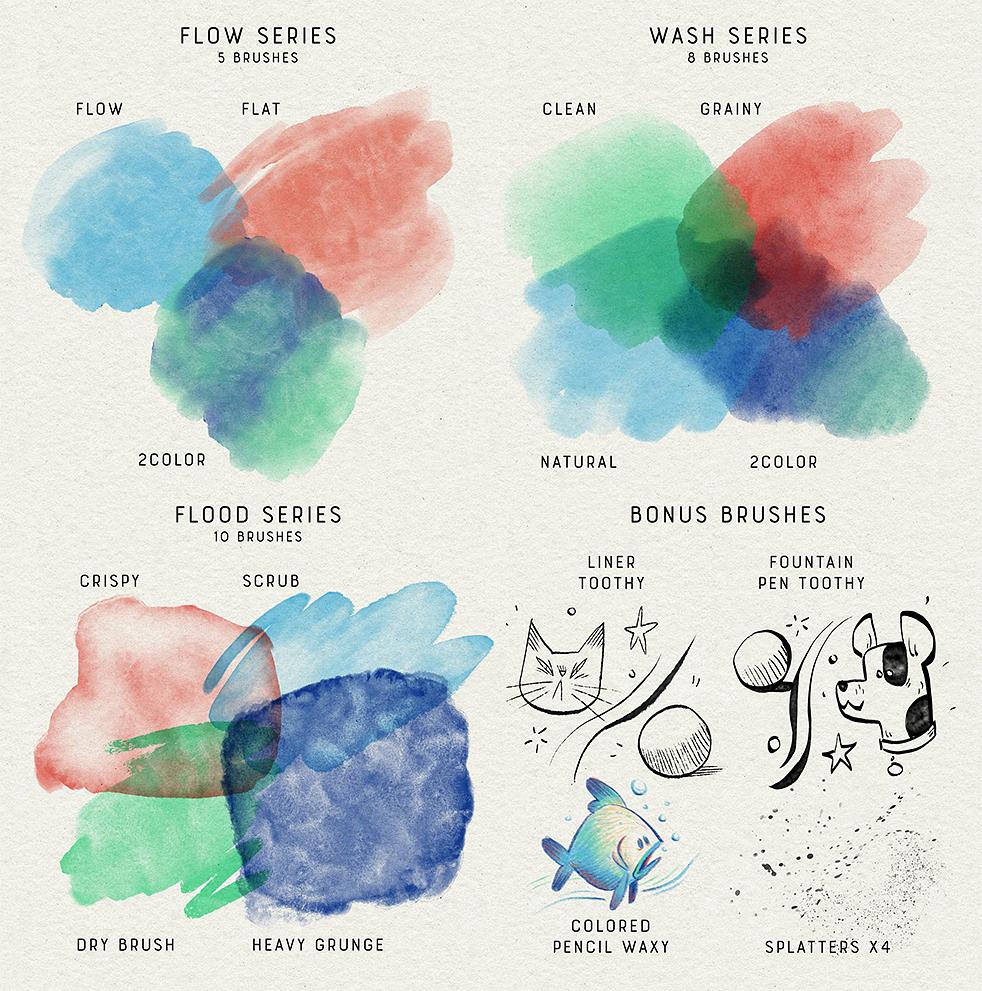 FLOW SERIES
5 BRUSHES
FLOW
FLAT
2COLOR
WASH SERIES
8 BRUSHES
CLEAN
GRAINY
NATURAL
2COLOR
FLOOD SERIES
10 BRUSHES
CRISPY
SCRUB
DRY BRUSH
HEAVY GRUNGE
BONUS BRUSHES
LINER
TOOTHY
FOUNTAIN
PEN TOOTHY
COLORED
PENCIL WAXY
SPLATTERS X4